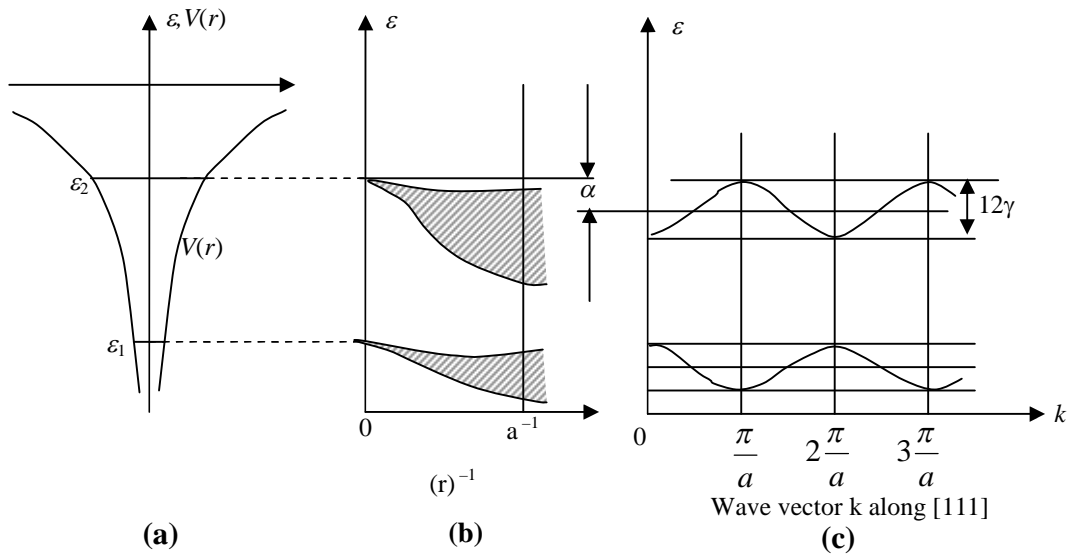 ε, V(r)
ε₂
V(r)
ε₁
(a)
ε
α
0
a⁻¹
(r)⁻¹
(b)
ε
12γ
k
0
π/a
2π/a
3π/a
Wave vector k along [111]
(c)